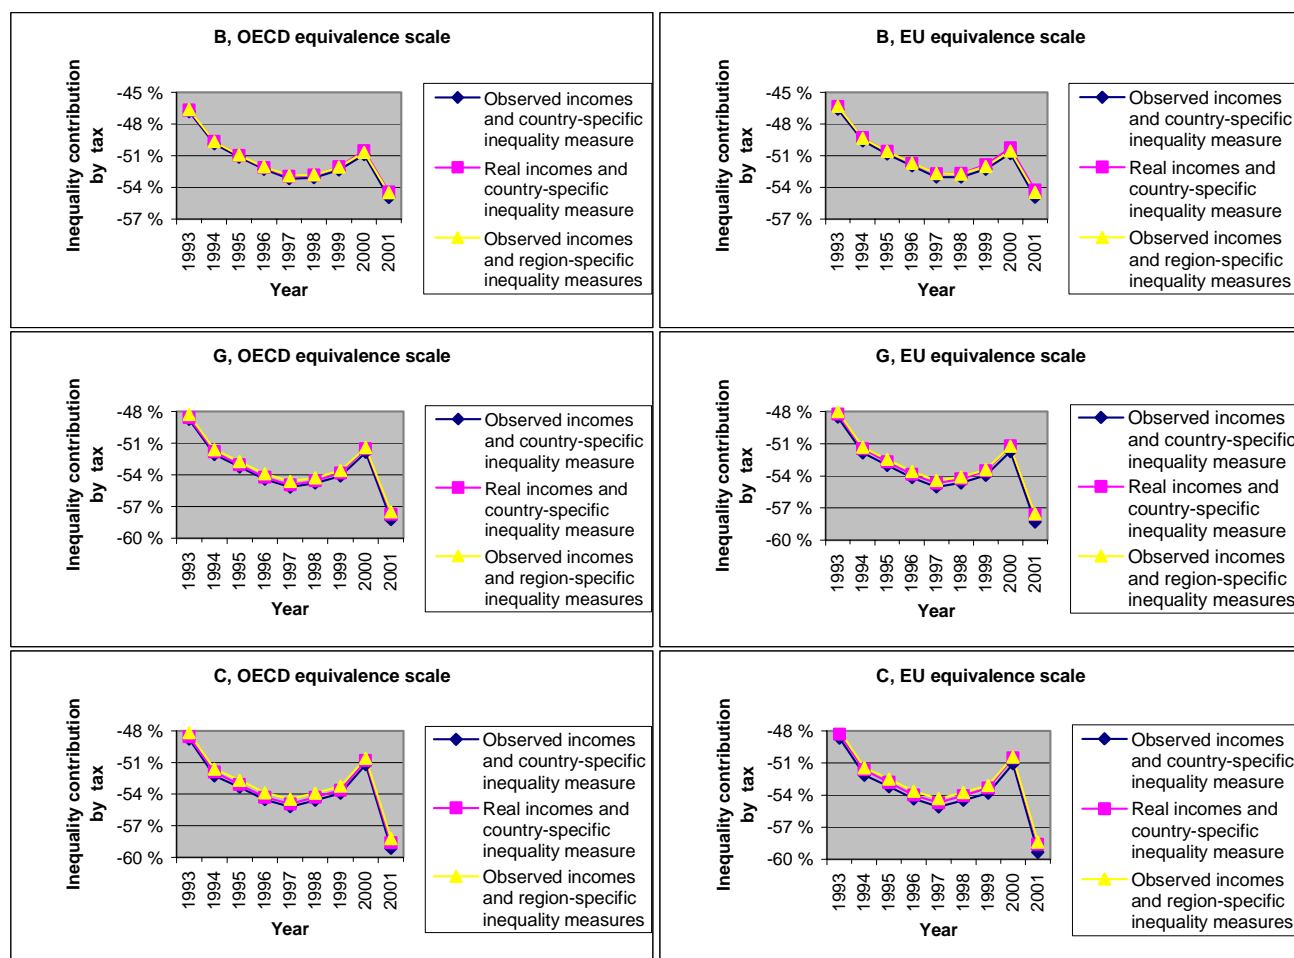 B, OECD equivalence scale
Inequality contribution
by tax
-45 %
-48 %
-51 %
-54 %
-57 %
1993
1994
1995
1996
1997
1998
1999
2000
2001
Year
Observed incomes
and country-specific
inequality measure
Real incomes and
country-specific
inequality measure
Observed incomes
and region-specific
inequality measures
B, EU equivalence scale
Inequality contribution
by tax
-45 %
-48 %
-51 %
-54 %
-57 %
1993
1994
1995
1996
1997
1998
1999
2000
2001
Year
Observed incomes
and country-specific
inequality measure
Real incomes and
country-specific
inequality measure
Observed incomes
and region-specific
inequality measures
G, OECD equivalence scale
Inequality contribution
by tax
-48 %
-51 %
-54 %
-57 %
-60 %
1993
1994
1995
1996
1997
1998
1999
2000
2001
Year
Observed incomes
and country-specific
inequality measure
Real incomes and
country-specific
inequality measure
Observed incomes
and region-specific
inequality measures
G, EU equivalence scale
Inequality contribution
by tax
-48 %
-51 %
-54 %
-57 %
-60 %
1993
1994
1995
1996
1997
1998
1999
2000
2001
Year
Observed incomes
and country-specific
inequality measure
Real incomes and
country-specific
inequality measure
Observed incomes
and region-specific
inequality measures
C, OECD equivalence scale
Inequality contribution
by tax
-48 %
-51 %
-54 %
-57 %
-60 %
1993
1994
1995
1996
1997
1998
1999
2000
2001
Year
Observed incomes
and country-specific
inequality measure
Real incomes and
country-specific
inequality measure
Observed incomes
and region-specific
inequality measures
C, EU equivalence scale
Inequality contribution
by tax
-48 %
-51 %
-54 %
-57 %
-60 %
1993
1994
1995
1996
1997
1998
1999
2000
2001
Year
Observed incomes
and country-specific
inequality measure
Real incomes and
country-specific
inequality measure
Observed incomes
and region-specific
inequality measures